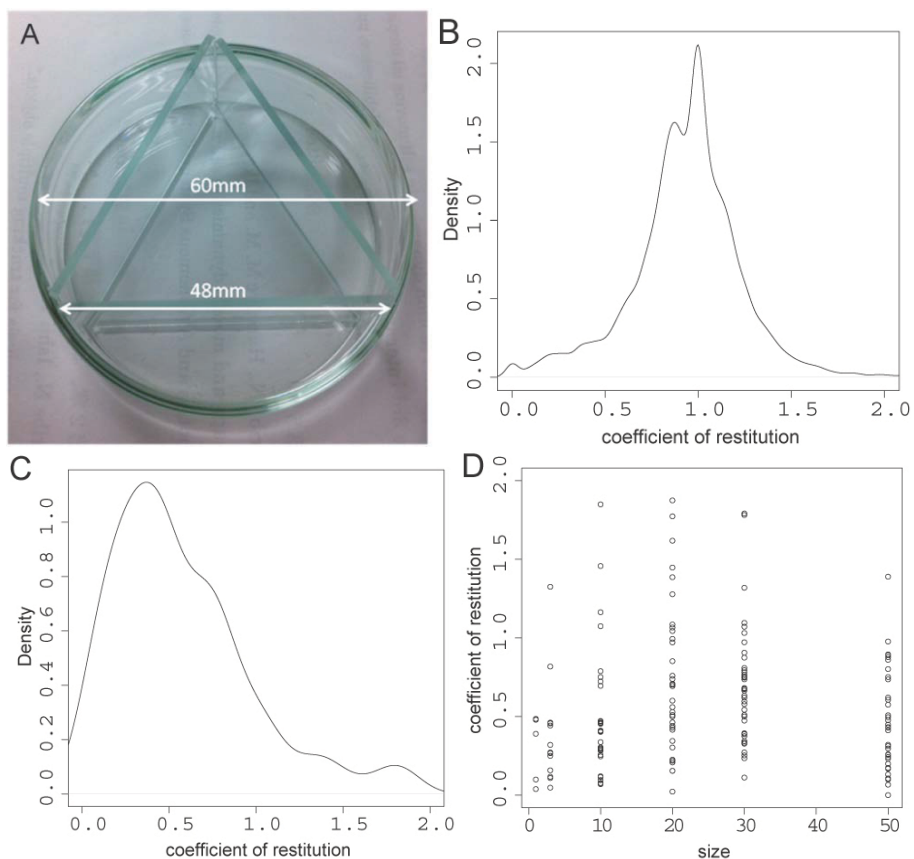 A
60mm
48mm
B
Density
0.0 0.5 1.0 1.5 2.0
0.0 0.5 1.0 1.5 2.0
coefficient of restitution
C
Density
0.0 0.2 0.4 0.6 0.8 1.0
0.0 0.5 1.0 1.5 2.0
coefficient of restitution
D
coefficient of restitution
0.0 0.5 1.0 1.5 2.0
0 10 20 30 40 50
size